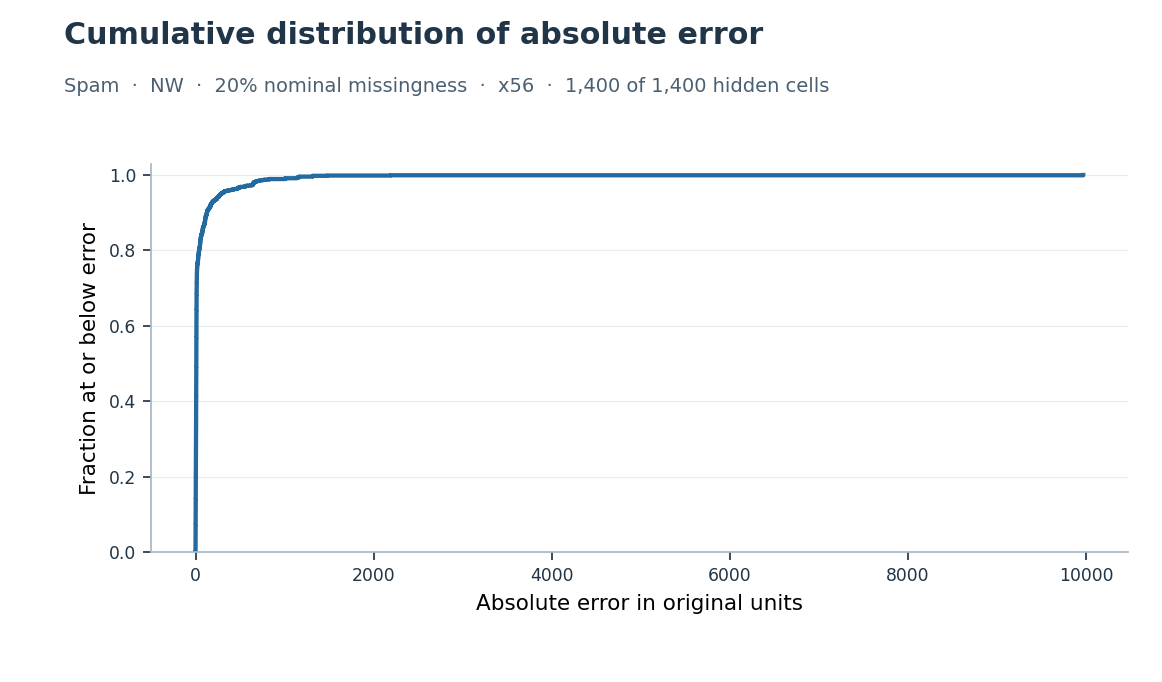 Cumulative distribution of absolute error
Spam · NW · 20% nominal missingness · x56 · 1,400 of 1,400 hidden cells
Fraction at or below error
1.0
0.8
0.6
0.4
0.2
0.0
0 2000 4000 6000 8000 10000
Absolute error in original units